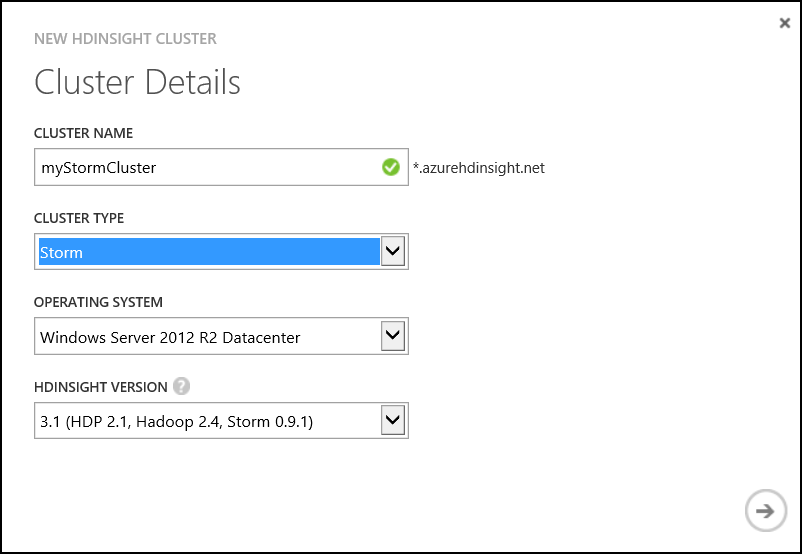 NEW HDINSIGHT CLUSTER
Cluster Details
CLUSTER NAME
myStormCluster *.azurehdinsight.net
CLUSTER TYPE
Storm
OPERATING SYSTEM
Windows Server 2012 R2 Datacenter
HDINSIGHT VERSION ?
3.1 (HDP 2.1, Hadoop 2.4, Storm 0.9.1)